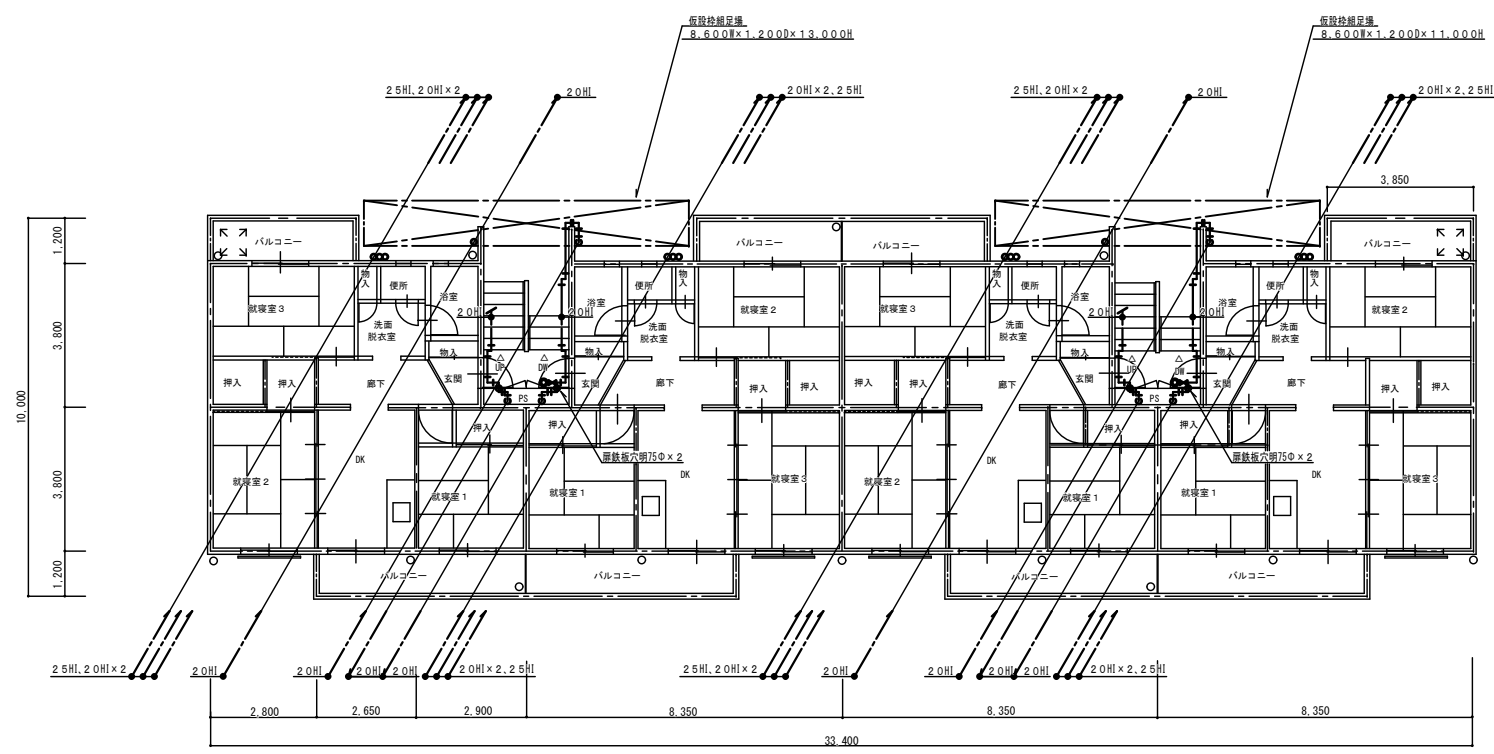 仮設枠組足場
8.600W×1.200D×13.000H
仮設枠組足場
8.600W×1.200D×11.000H
25HI、20HI×2
20HI
20HI×2、25HI
25HI、20HI×2
20HI
20HI×2、25HI
3,850
バルコニー
バルコニー
バルコニー
バルコニー
1,200
3,800
3,800
1,200
10,000
就寝室3
物入
便所
浴室
洗面
脱衣室
20HI
20HI
浴室
便所
物入
洗面
脱衣室
就寝室2
就寝室3
物入
便所
浴室
洗面
脱衣室
20HI
20HI
浴室
便所
物入
洗面
脱衣室
就寝室2
押入
押入
廊下
物入
玄関
UP
DW
PS
物入
玄関
廊下
押入
押入
押入
押入
廊下
物入
玄関
UP
DW
PS
物入
玄関
廊下
押入
押入
押入
押入
押入
押入
扉鉄板穴明75Φ×2
扉鉄板穴明75Φ×2
就寝室2
DK
就寝室1
就寝室1
DK
就寝室3
就寝室2
DK
就寝室1
就寝室1
DK
就寝室3
バルコニー
バルコニー
バルコニー
バルコニー
25HI、20HI×2
20HI
20HI
20HI
20HI
20HI×2、25HI
25HI、20HI×2
20HI
20HI
20HI
20HI
20HI×2、25HI
2,800
2,650
2,900
8,350
8,350
8,350
33,400